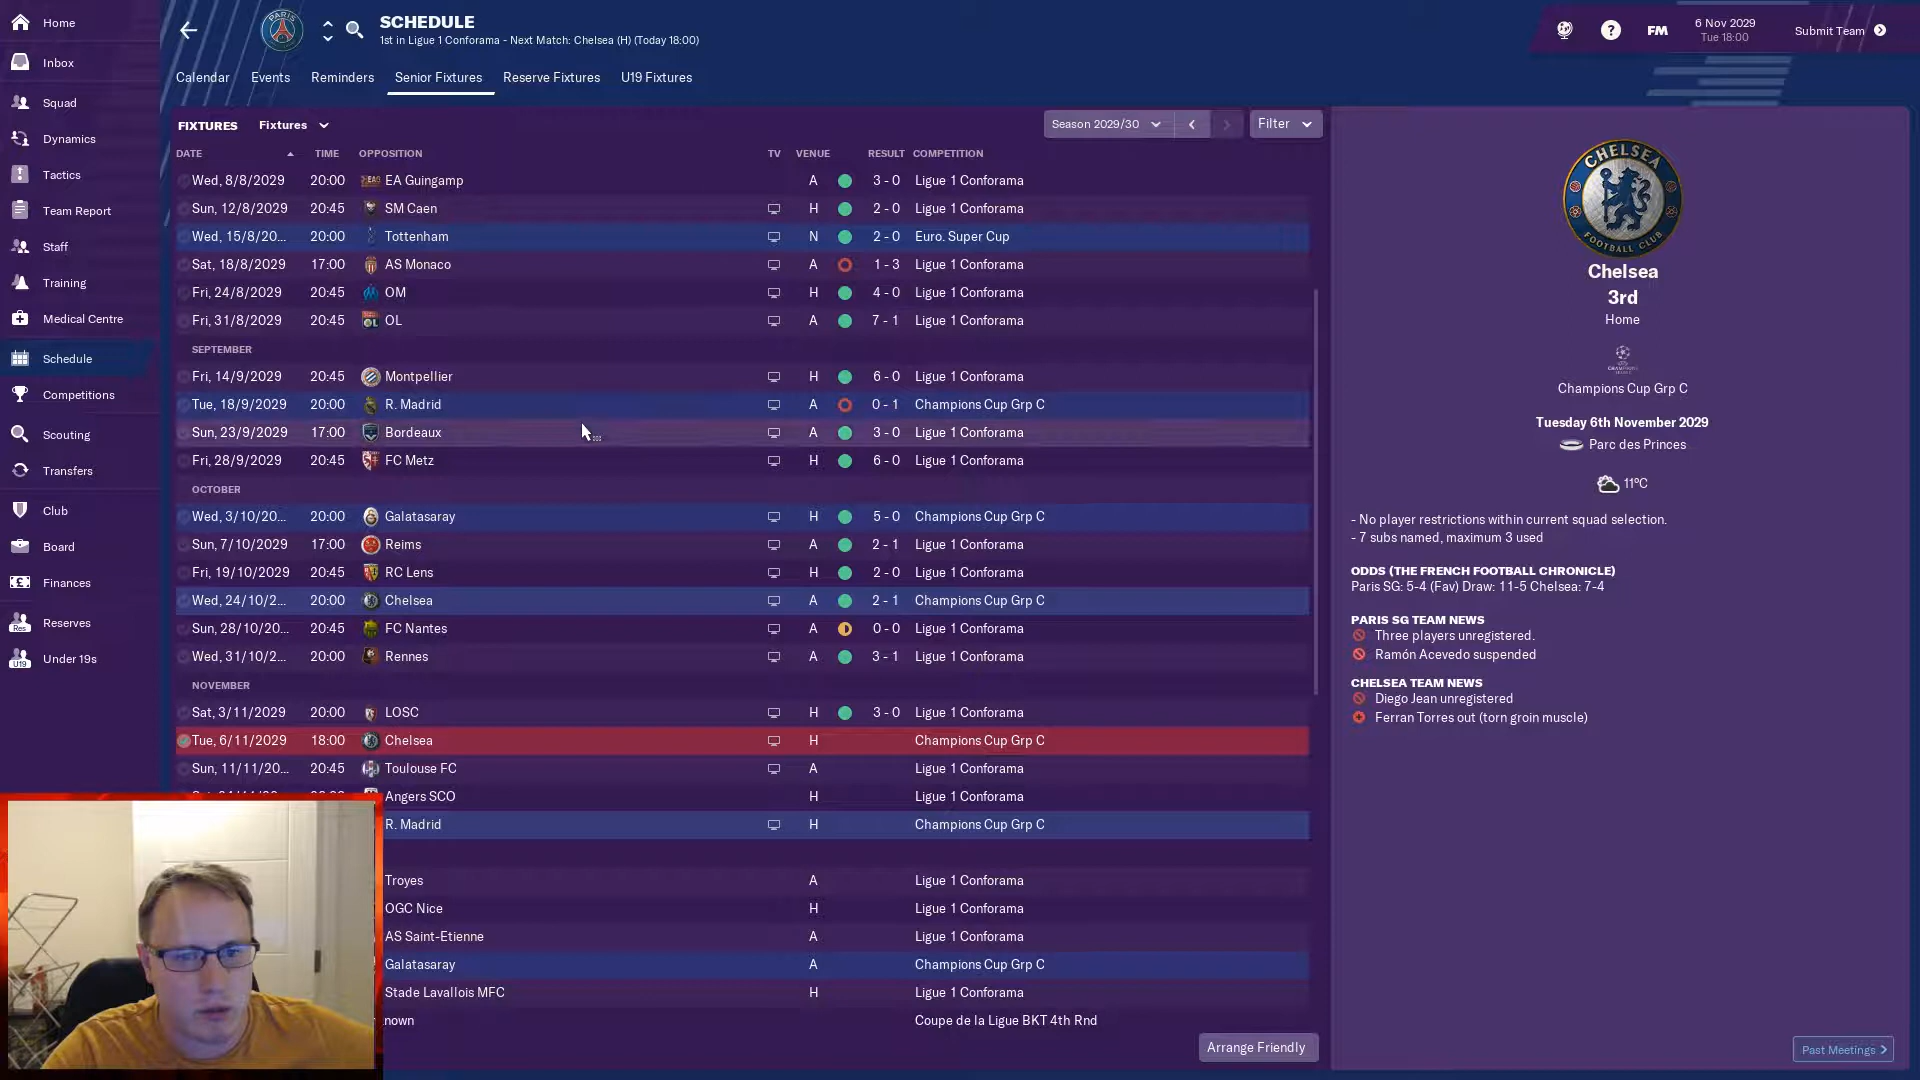 Home
Inbox
Squad
Dynamics
Tactics
Team Report
Staff
Training
Medical Centre
Schedule
Competitions
Scouting
Transfers
Club
Board
Finances
Reserves
Under 19s
SCHEDULE
1st in Ligue 1 Conforama - Next Match: Chelsea (H) (Today 18:00)
FM
6 Nov 2029
Tue 18:00
Submit Team
Calendar Events Reminders Senior Fixtures Reserve Fixtures U19 Fixtures
FIXTURES Fixtures Season 2029/30 Filter
DATE TIME OPPOSITION TV VENUE RESULT COMPETITION
Wed, 8/8/2029 20:00 EA Guingamp A 3 - 0 Ligue 1 Conforama
Sun, 12/8/2029 20:45 SM Caen H 2 - 0 Ligue 1 Conforama
Wed, 15/8/20... 20:00 Tottenham N 2 - 0 Euro. Super Cup
Sat, 18/8/2029 17:00 AS Monaco A 1 - 3 Ligue 1 Conforama
Fri, 24/8/2029 20:45 OM H 4 - 0 Ligue 1 Conforama
Fri, 31/8/2029 20:45 OL A 7 - 1 Ligue 1 Conforama
SEPTEMBER
Fri, 14/9/2029 20:45 Montpellier H 6 - 0 Ligue 1 Conforama
Tue, 18/9/2029 20:00 R. Madrid A 0 - 1 Champions Cup Grp C
Sun, 23/9/2029 17:00 Bordeaux A 3 - 0 Ligue 1 Conforama
Fri, 28/9/2029 20:45 FC Metz H 6 - 0 Ligue 1 Conforama
OCTOBER
Wed, 3/10/20... 20:00 Galatasaray H 5 - 0 Champions Cup Grp C
Sun, 7/10/2029 17:00 Reims A 2 - 1 Ligue 1 Conforama
Fri, 19/10/2029 20:45 RC Lens H 2 - 0 Ligue 1 Conforama
Wed, 24/10/2... 20:00 Chelsea A 2 - 1 Champions Cup Grp C
Sun, 28/10/20... 20:45 FC Nantes A 0 - 0 Ligue 1 Conforama
Wed, 31/10/2... 20:00 Rennes A 3 - 1 Ligue 1 Conforama
NOVEMBER
Sat, 3/11/2029 20:00 LOSC H 3 - 0 Ligue 1 Conforama
Tue, 6/11/2029 18:00 Chelsea H Champions Cup Grp C
Sun, 11/11/20... 20:45 Toulouse FC A Ligue 1 Conforama
Angers SCO H Ligue 1 Conforama
R. Madrid H Champions Cup Grp C
Troyes A Ligue 1 Conforama
OGC Nice H Ligue 1 Conforama
AS Saint-Etienne A Ligue 1 Conforama
Galatasaray A Champions Cup Grp C
Stade Lavallois MFC H Ligue 1 Conforama
nown Coupe de la Ligue BKT 4th Rnd
Arrange Friendly
CHELSEA
FOOTBALL CLUB
Chelsea
3rd
Home
Champions Cup Grp C
Tuesday 6th November 2029
Parc des Princes
11°C
- No player restrictions within current squad selection.
- 7 subs named, maximum 3 used
ODDS (THE FRENCH FOOTBALL CHRONICLE)
Paris SG: 5-4 (Fav) Draw: 11-5 Chelsea: 7-4
PARIS SG TEAM NEWS
Three players unregistered.
Ramón Acevedo suspended
CHELSEA TEAM NEWS
Diego Jean unregistered
Ferran Torres out (torn groin muscle)
Past Meetings